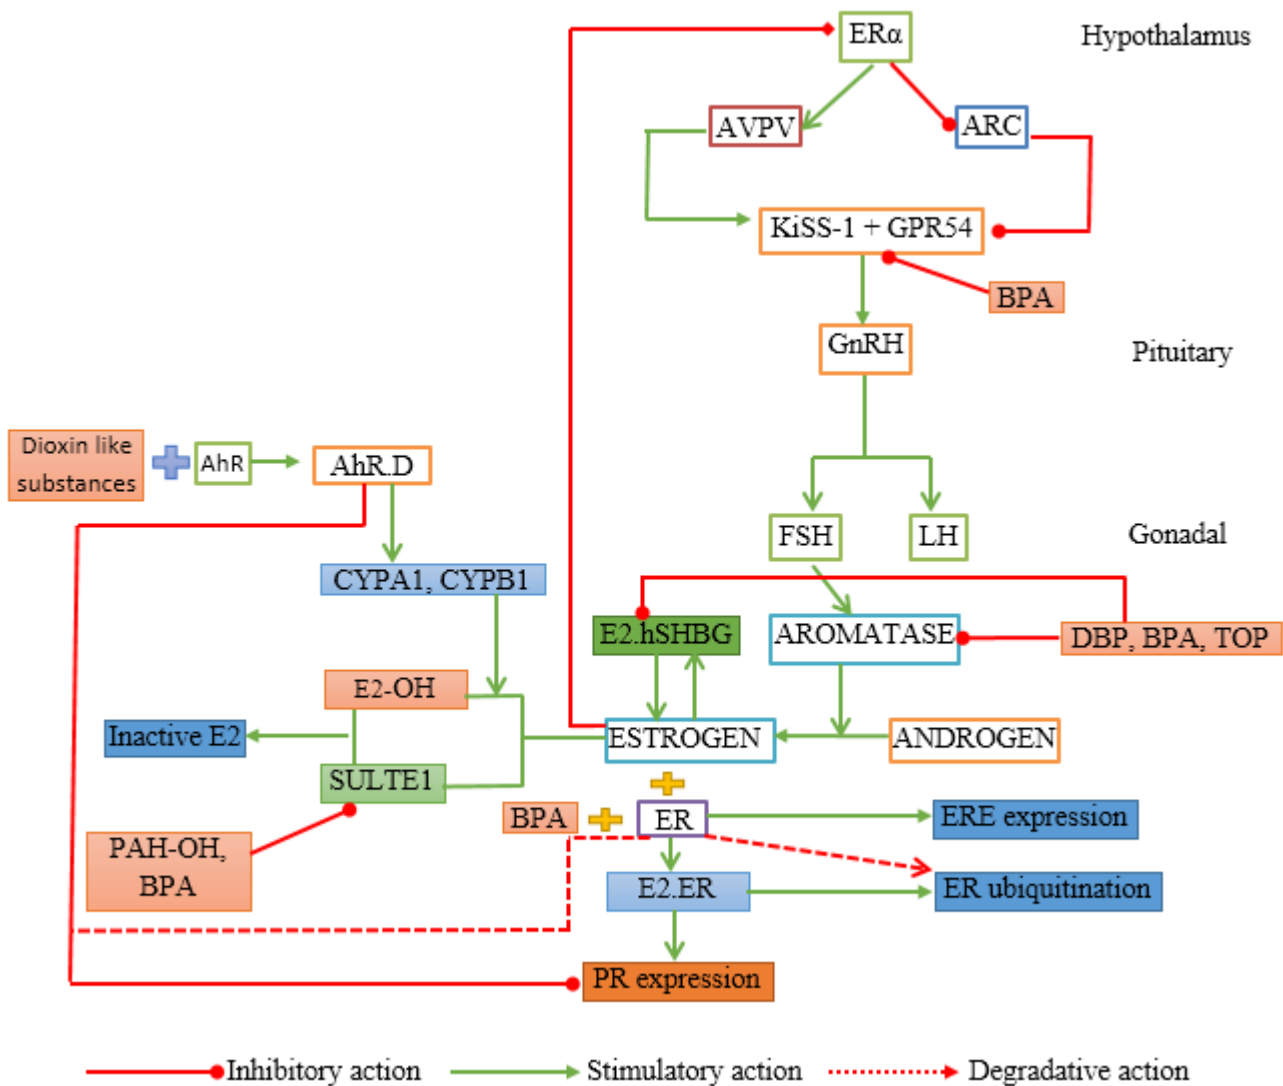 ERα
Hypothalamus
AVPV
ARC
KiSS-1 + GPR54
BPA
GnRH
Pituitary
Dioxin like
substances
AhR
AhR.D
FSH
LH
Gonadal
CYPA1, CYPB1
E2.hSHBG
AROMATASE
DBP, BPA, TOP
E2-OH
Inactive E2
ESTROGEN
ANDROGEN
SULTE1
BPA
ER
ERE expression
PAH-OH,
BPA
E2.ER
ER ubiquitination
PR expression
Inhibitory action
Stimulatory action
Degradative action